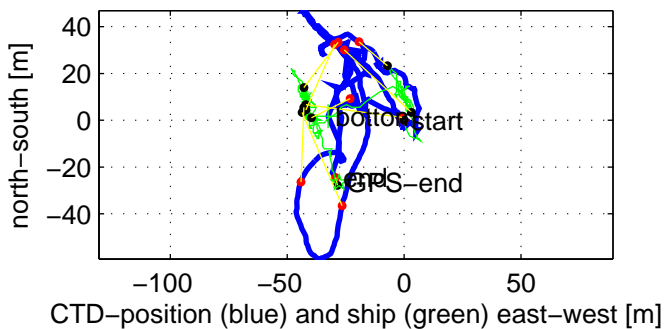 40
20
0
−20
−40
north−south [m]
bottom
start
end
GPS−end
−100
−50
0
50
CTD−position (blue) and ship (green) east−west [m]